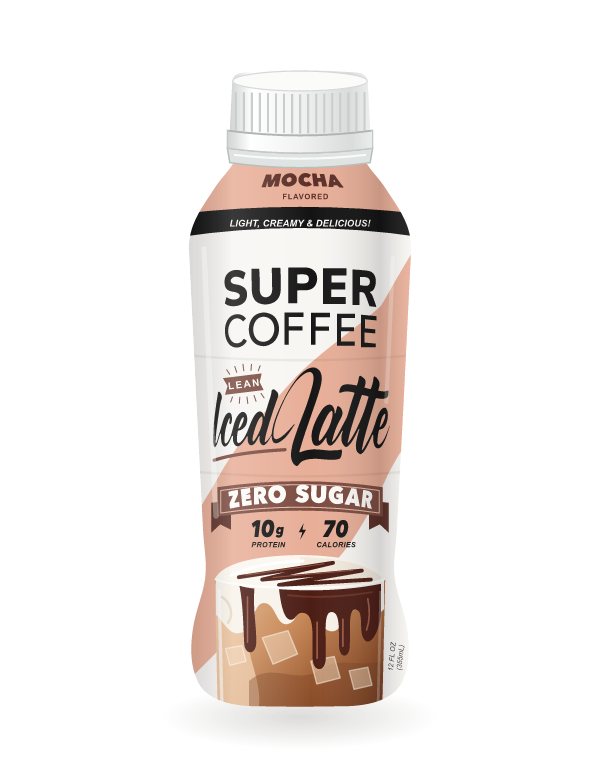 MOCHA
FLAVORED
LIGHT, CREAMY & DELICIOUS!
SUPER
COFFEE
LEAN
Iced Latte
ZERO SUGAR
10g 70
PROTEIN CALORIES
12 FL OZ
(355mL)